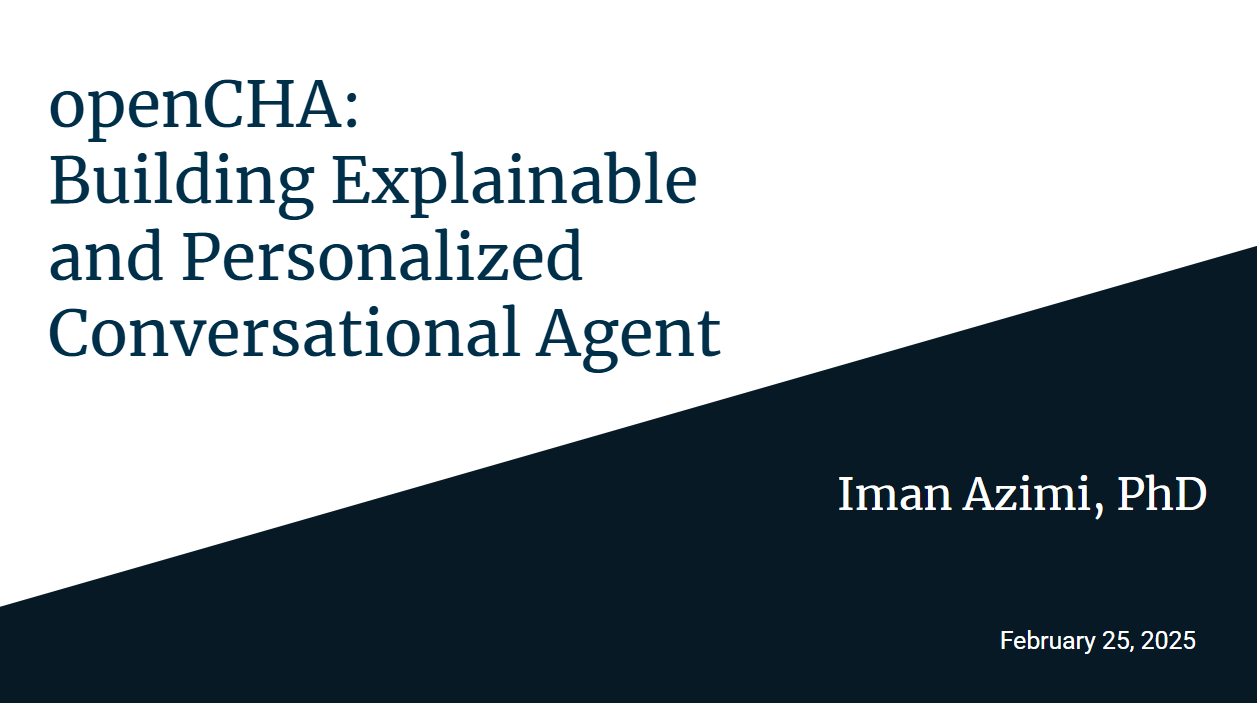 openCHA:
Building Explainable
and Personalized
Conversational Agent
Iman Azimi, PhD
February 25, 2025